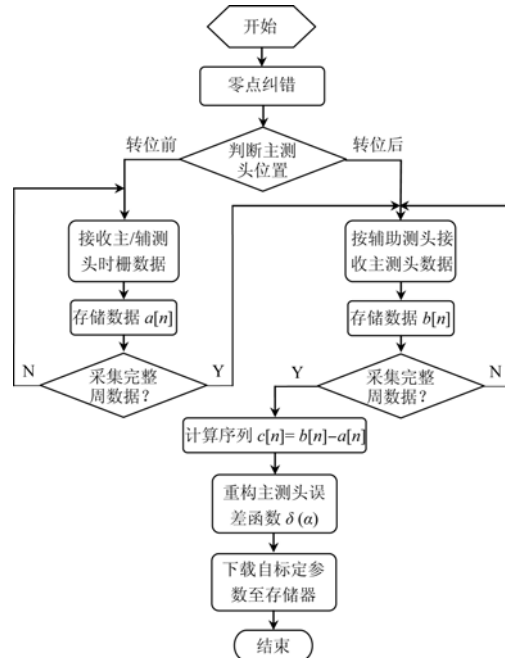 开始
零点纠错
转位前
判断主测
头位置
转位后
接收主/辅测
头时栅数据
按辅助测头接
收主测头数据
存储数据 a[n]
存储数据 b[n]
N
采集完整
周数据？
Y
Y
采集完整
周数据？
N
计算序列 c[n]= b[n]−a[n]
重构主测头误
差函数 δ (α)
下载自标定参
数至存储器
结束